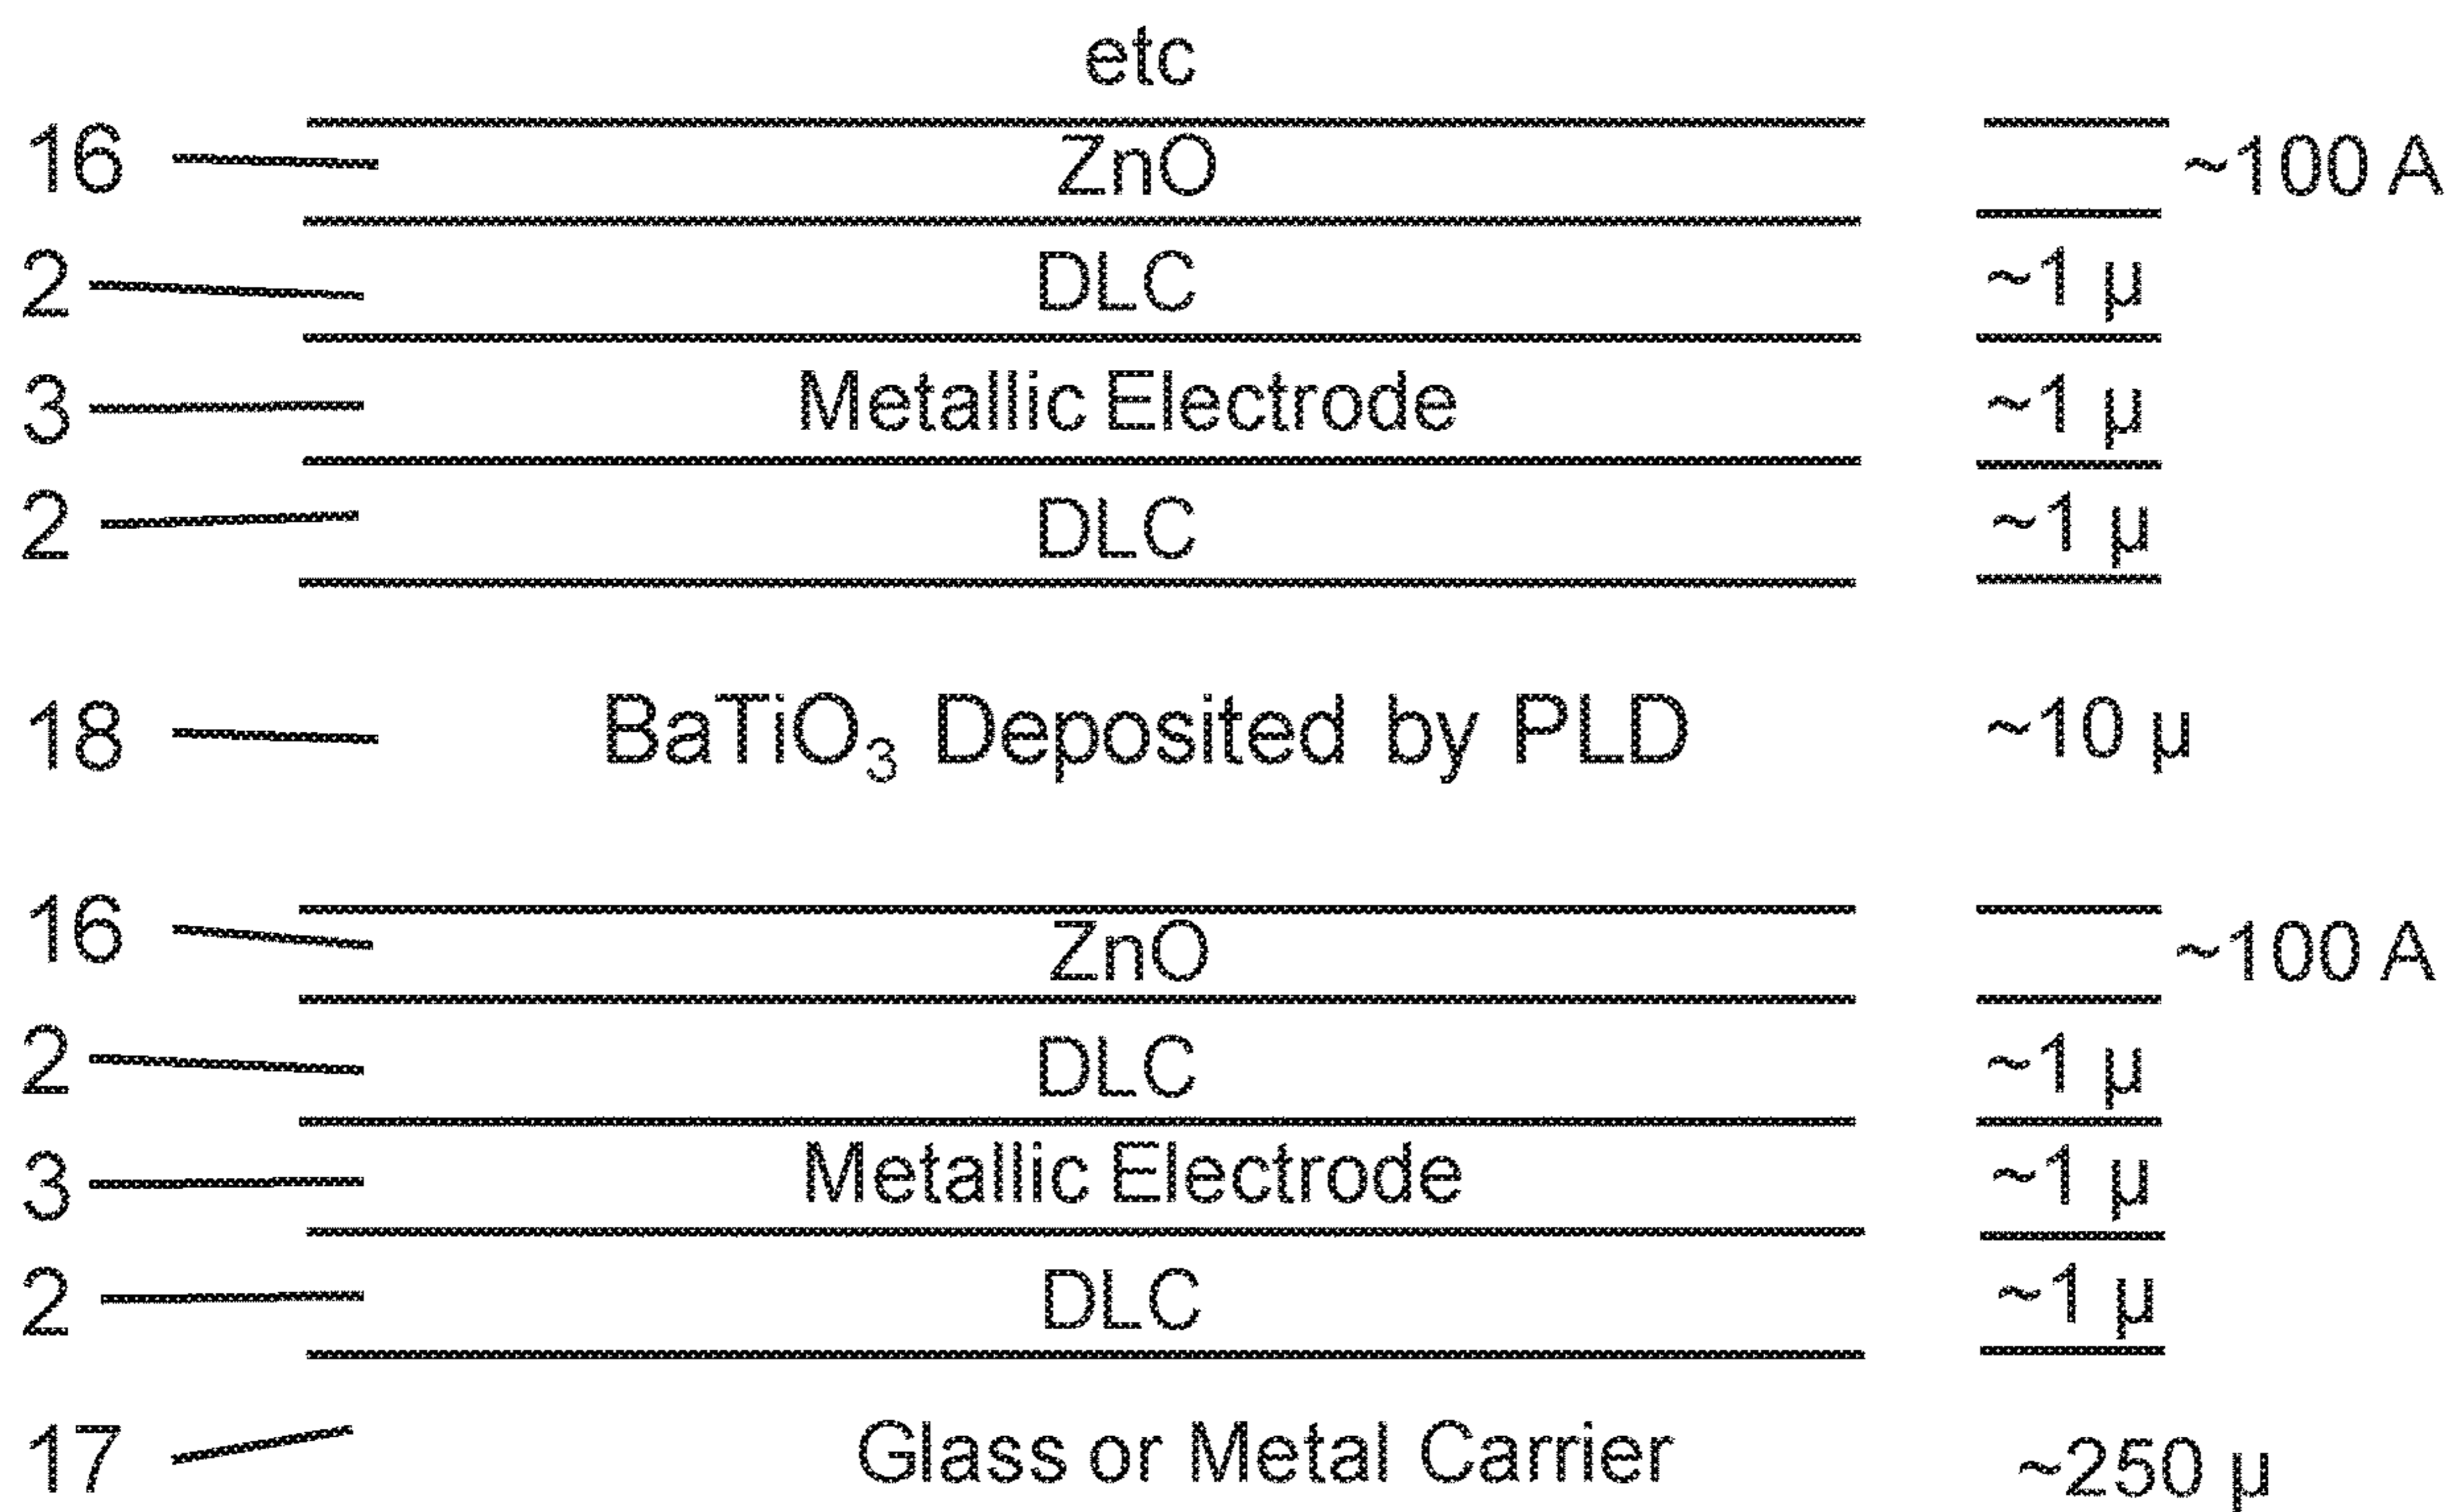 etc
16 ZnO ~100 A
2 DLC ~1 µ
3 Metallic Electrode ~1 µ
2 DLC ~1 µ
18 BaTiO₃ Deposited by PLD ~10 µ
16 ZnO ~100 A
2 DLC ~1 µ
3 Metallic Electrode ~1 µ
2 DLC ~1 µ
17 Glass or Metal Carrier ~250 µ